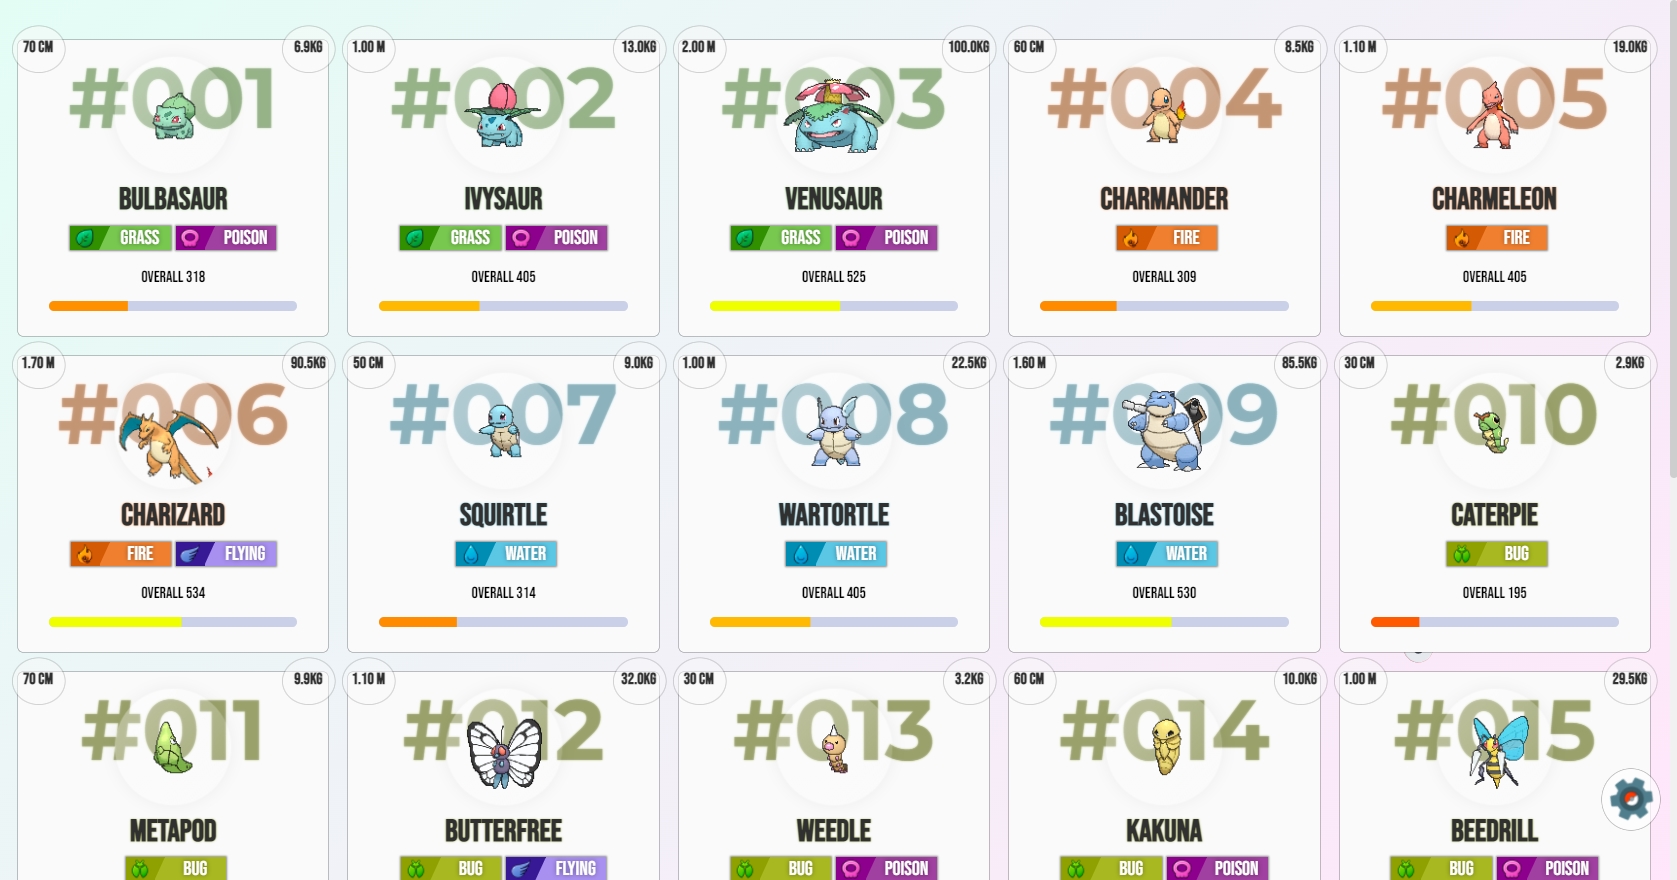 70 CM 6.9KG
#001
BULBASAUR
GRASS POISON
OVERALL 318
1.00 M 13.0KG
#002
IVYSAUR
GRASS POISON
OVERALL 405
2.00 M 100.0KG
#003
VENUSAUR
GRASS POISON
OVERALL 525
60 CM 8.5KG
#004
CHARMANDER
FIRE
OVERALL 309
1.10 M 19.0KG
#005
CHARMELEON
FIRE
OVERALL 405
1.70 M 90.5KG
#006
CHARIZARD
FIRE FLYING
OVERALL 534
50 CM 9.0KG
#007
SQUIRTLE
WATER
OVERALL 314
1.00 M 22.5KG
#008
WARTORTLE
WATER
OVERALL 405
1.60 M 85.5KG
#009
BLASTOISE
WATER
OVERALL 530
30 CM 2.9KG
#010
CATERPIE
BUG
OVERALL 195
70 CM 9.9KG
#011
METAPOD
BUG
1.10 M 32.0KG
#012
BUTTERFREE
BUG FLYING
30 CM 3.2KG
#013
WEEDLE
BUG POISON
60 CM 10.0KG
#014
KAKUNA
BUG POISON
1.00 M 29.5KG
#015
BEEDRILL
BUG POISON